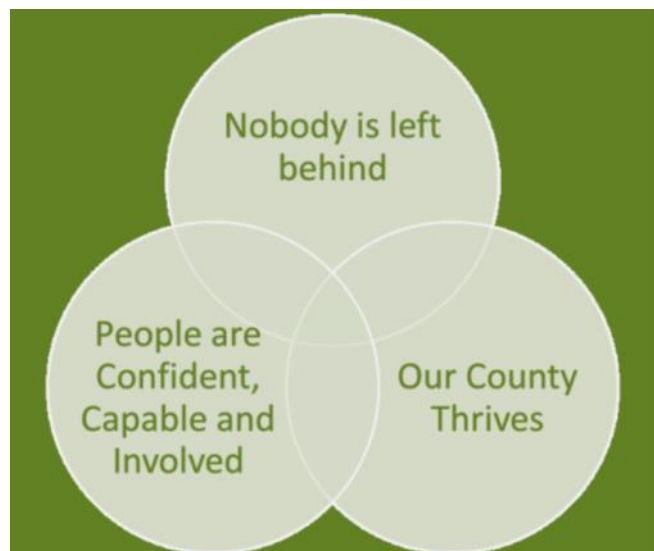 Nobody is left
behind
People are
Confident,
Capable and
Involved
Our County
Thrives